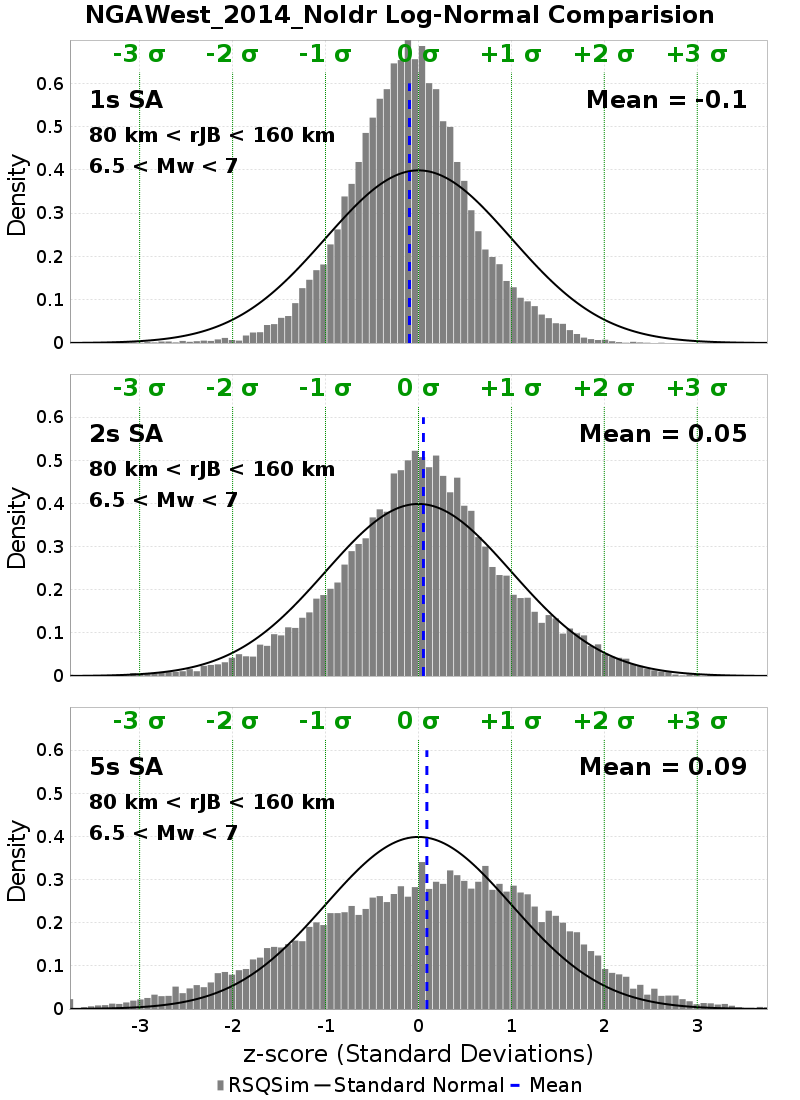 NGAWest_2014_NoIdr Log-Normal Comparision
-3 σ -2 σ -1 σ 0 σ +1 σ +2 σ +3 σ
1s SA
Mean = -0.1
80 km < rJB < 160 km
6.5 < Mw < 7
0.6
0.5
0.4
0.3
0.2
0.1
0
Density
-3 σ -2 σ -1 σ 0 σ +1 σ +2 σ +3 σ
2s SA
Mean = 0.05
80 km < rJB < 160 km
6.5 < Mw < 7
0.6
0.5
0.4
0.3
0.2
0.1
0
Density
-3 σ -2 σ -1 σ 0 σ +1 σ +2 σ +3 σ
5s SA
Mean = 0.09
80 km < rJB < 160 km
6.5 < Mw < 7
0.6
0.5
0.4
0.3
0.2
0.1
0
Density
-3 -2 -1 0 1 2 3
z-score (Standard Deviations)
RSQSim Standard Normal Mean